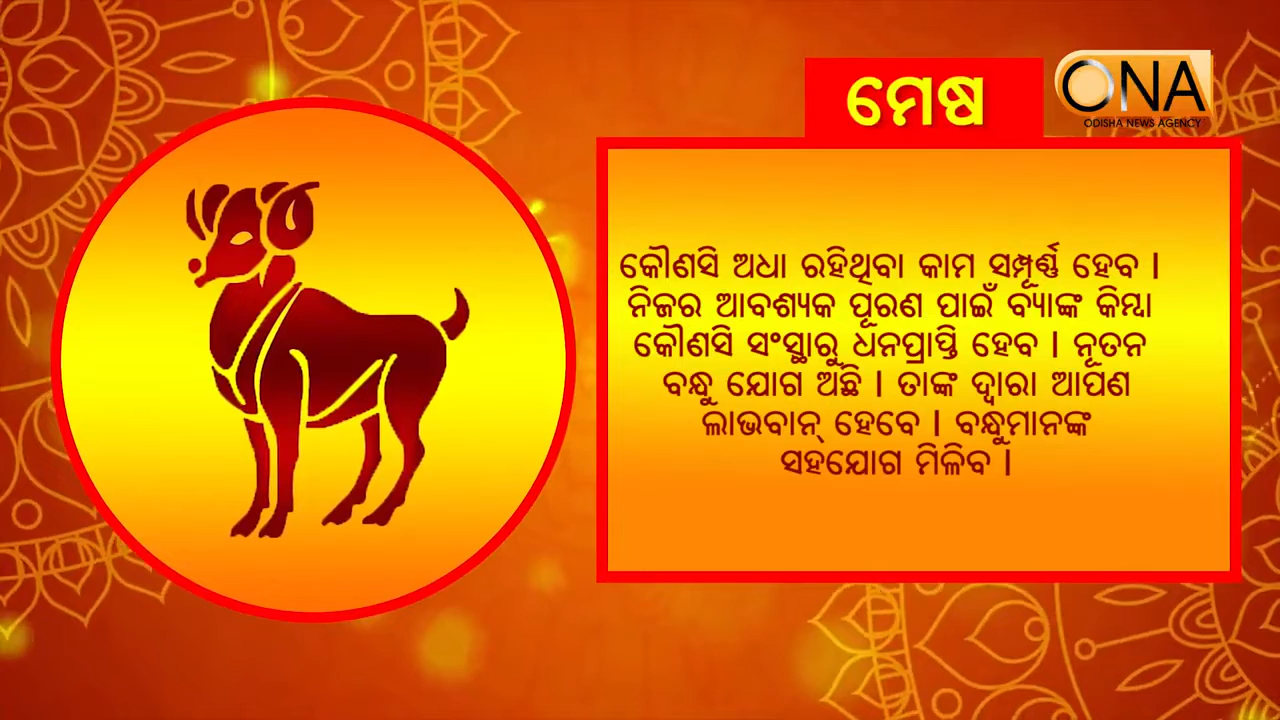 ମେଷ
ONA
ODISHA NEWS AGENCY
କୌଣସି ଅଧା ରହିଥିବା କାମ ସମ୍ପୂର୍ଣ୍ଣ ହେବ |
ନିଜର ଆବଶ୍ୟକ ପୂରଣ ପାଇଁ ବ୍ୟାଙ୍କ କିମ୍ବା
କୌଣସି ସଂସ୍ଥାରୁ ଧନପ୍ରାପ୍ତି ହେବ | ନୂତନ
ବନ୍ଧୁ ଯୋଗ ଅଛି | ତାଙ୍କ ଦ୍ୱାରା ଆପଣ
ଲାଭବାନ୍ ହେବେ | ବନ୍ଧୁମାନଙ୍କ
ସହଯୋଗ ମିଳିବ |